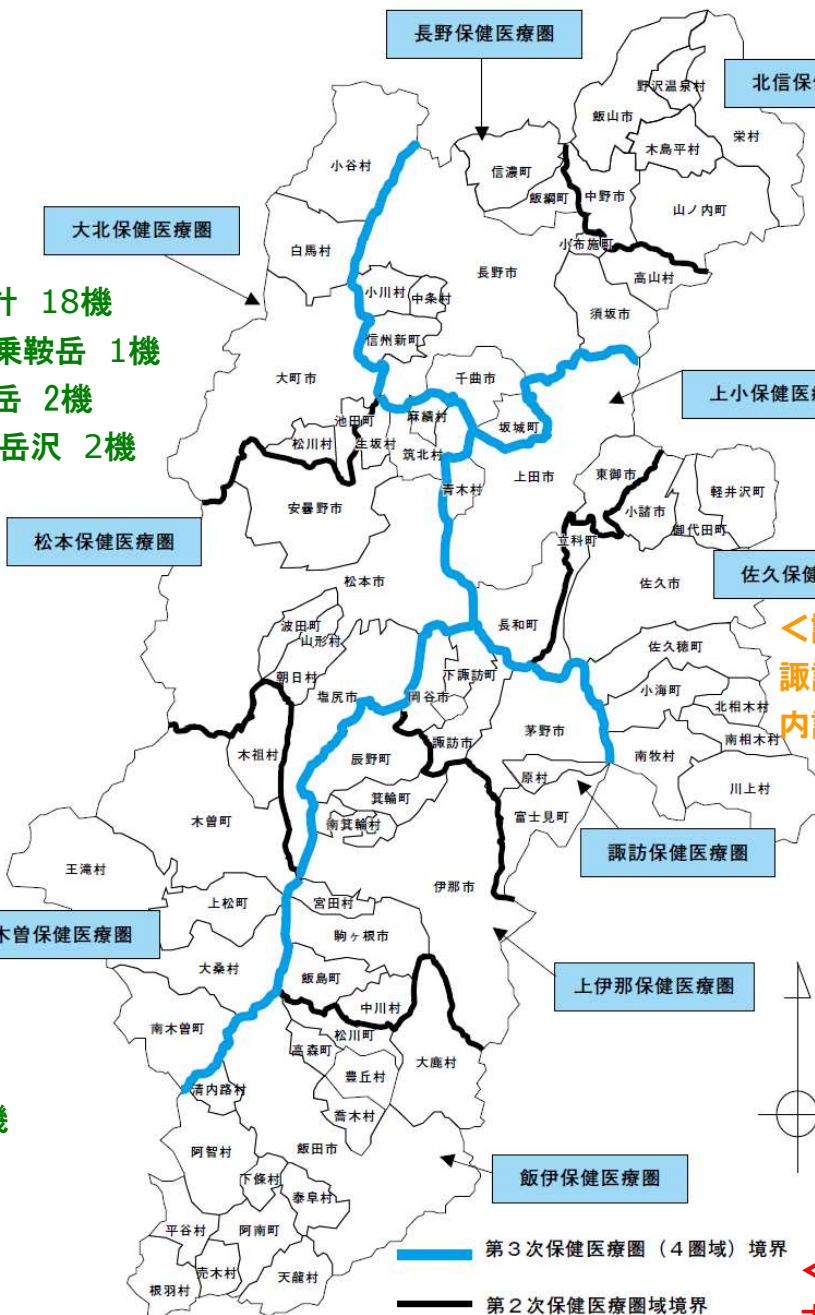 長野保健医療圏
北信保
野沢温泉村
飯山市
栄村
木島平村
小谷村
信濃町
飯綱町
中野市
山ノ内町
大北保健医療圏
白馬村
小布施町
長野市
高山村
計 18機
小川村
中条村
須坂市
乗鞍岳 1機
信州新町
大町市
千曲市
岳 2機
上小保健医療
池田町
麻績村
坂城町
岳沢 2機
松川村
生坂村
筑北村
上田市
東御市
青木村
軽井沢町
安曇野市
小諸市
御代田町
松本保健医療圏
立科町
松本市
佐久市
佐久保健
波田町
長和町
山形村
佐久穂町
朝日村
下諏訪町
小海町
塩尻市
岡谷市
北相木村
茅野市
諏訪市
南相木村
木祖村
辰野町
南牧村
原村
川上村
箕輪町
木曽町
南箕輪村
富士見町
諏訪保健医療圏
王滝村
伊那市
上松町
宮田村
木曽保健医療圏
駒ヶ根市
大桑村
飯島町
上伊那保健医療圏
中川村
南木曽町
松川町
高森町
大鹿村
豊丘村
清内路村
喬木村
機
阿智村
飯田市
飯伊保健医療圏
下條村
泰阜村
平谷村
阿南町
第3次保健医療圏（4圏域）境界
売木村
天龍村
根羽村
第2次保健医療圏域境界